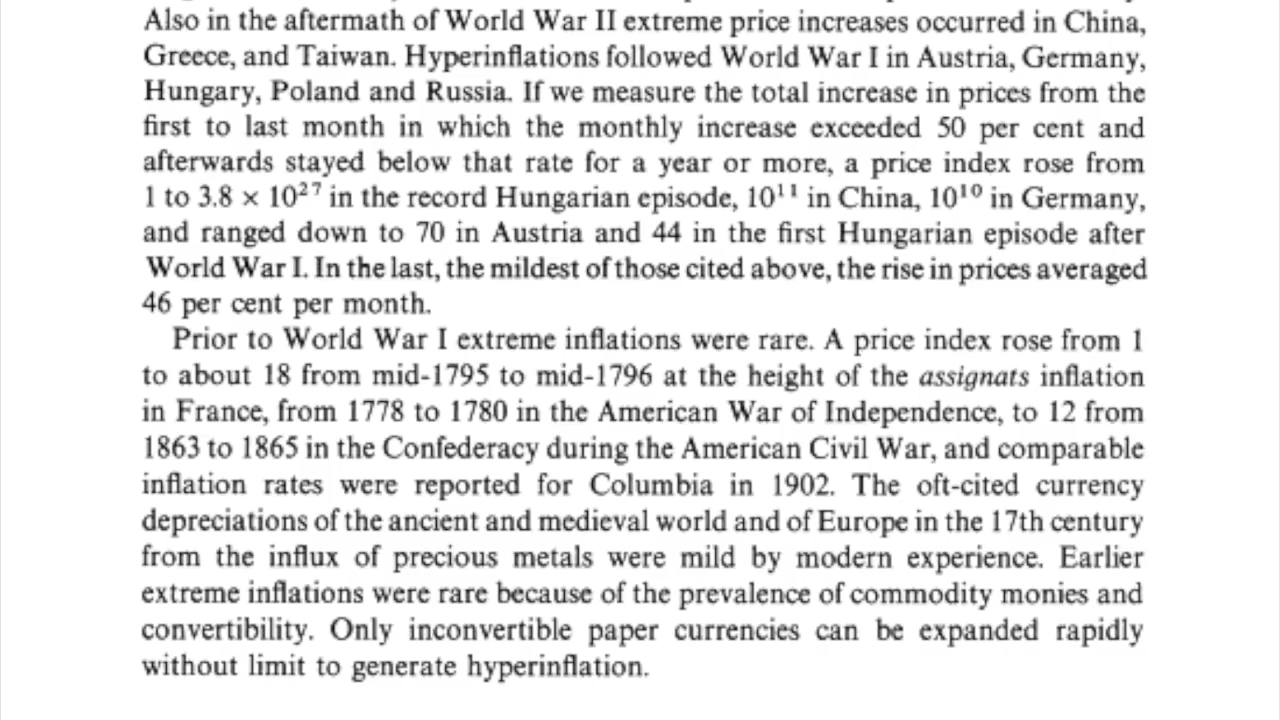 Also in the aftermath of World War II extreme price increases occurred in China,
Greece, and Taiwan. Hyperinflations followed World War I in Austria, Germany,
Hungary, Poland and Russia. If we measure the total increase in prices from the
first to last month in which the monthly increase exceeded 50 per cent and
afterwards stayed below that rate for a year or more, a price index rose from
1 to 3.8 × 10²⁷ in the record Hungarian episode, 10¹¹ in China, 10¹⁰ in Germany,
and ranged down to 70 in Austria and 44 in the first Hungarian episode after
World War I. In the last, the mildest of those cited above, the rise in prices averaged
46 per cent per month.
Prior to World War I extreme inflations were rare. A price index rose from 1
to about 18 from mid-1795 to mid-1796 at the height of the assignats inflation
in France, from 1778 to 1780 in the American War of Independence, to 12 from
1863 to 1865 in the Confederacy during the American Civil War, and comparable
inflation rates were reported for Columbia in 1902. The oft-cited currency
depreciations of the ancient and medieval world and of Europe in the 17th century
from the influx of precious metals were mild by modern experience. Earlier
extreme inflations were rare because of the prevalence of commodity monies and
convertibility. Only inconvertible paper currencies can be expanded rapidly
without limit to generate hyperinflation.